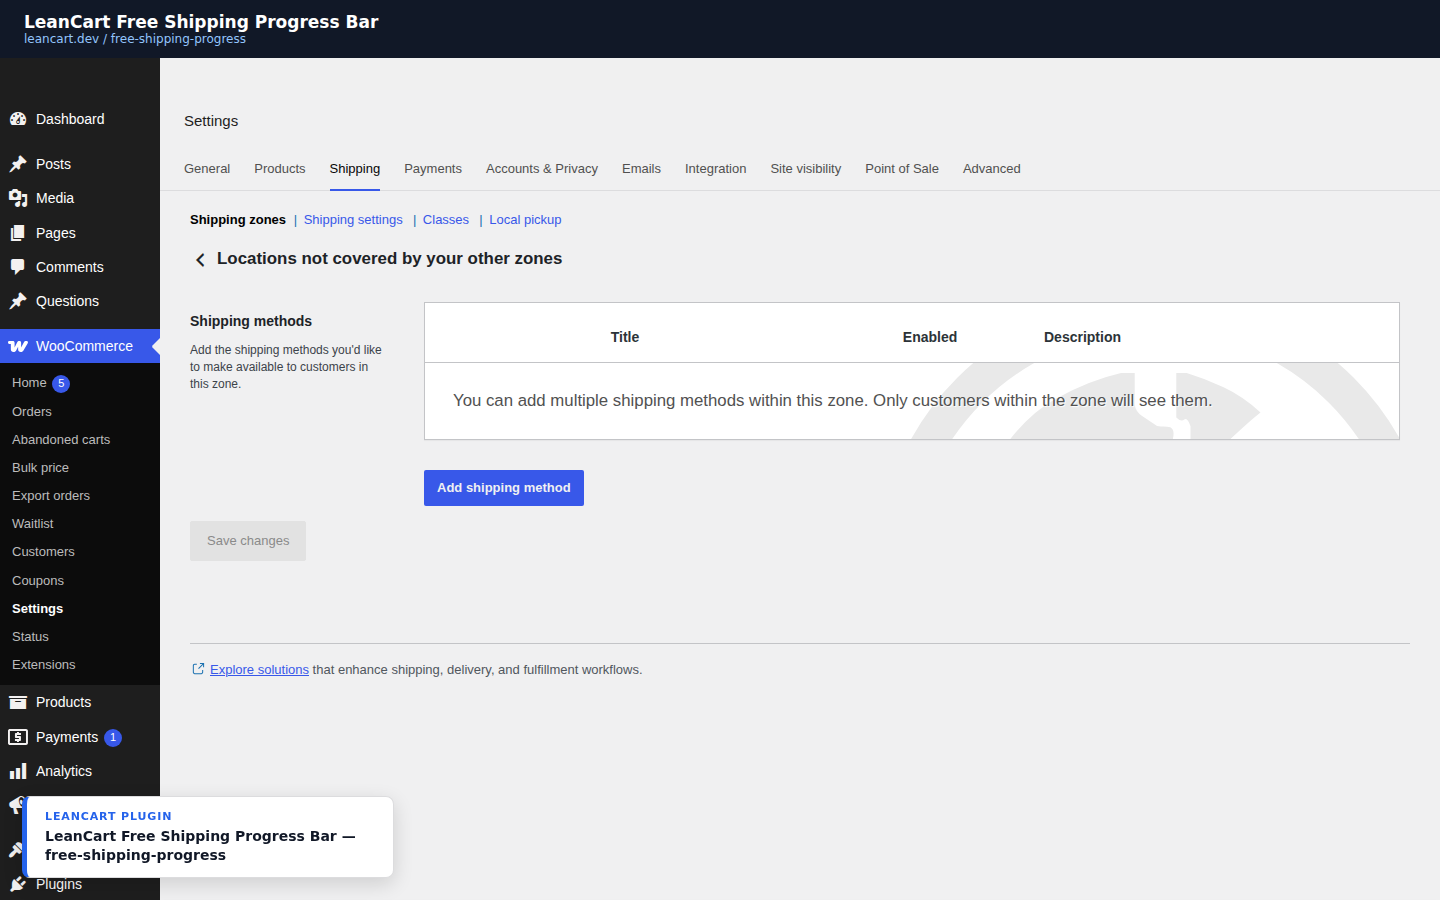 LeanCart Free Shipping Progress Bar
leancart.dev / free-shipping-progress
Dashboard
Posts
Media
Pages
Comments
Questions
WooCommerce
Home 5
Orders
Abandoned carts
Bulk price
Export orders
Waitlist
Customers
Coupons
Settings
Status
Extensions
Products
Payments 1
Analytics
Plugins
Settings
General Products Shipping Payments Accounts & Privacy Emails Integration Site visibility Point of Sale Advanced
Shipping zones | Shipping settings | Classes | Local pickup
Locations not covered by your other zones
Shipping methods
Add the shipping methods you'd like
to make available to customers in
this zone.
Title Enabled Description
You can add multiple shipping methods within this zone. Only customers within the zone will see them.
Add shipping method
Save changes
Explore solutions that enhance shipping, delivery, and fulfillment workflows.
LEANCART PLUGIN
LeanCart Free Shipping Progress Bar —
free-shipping-progress